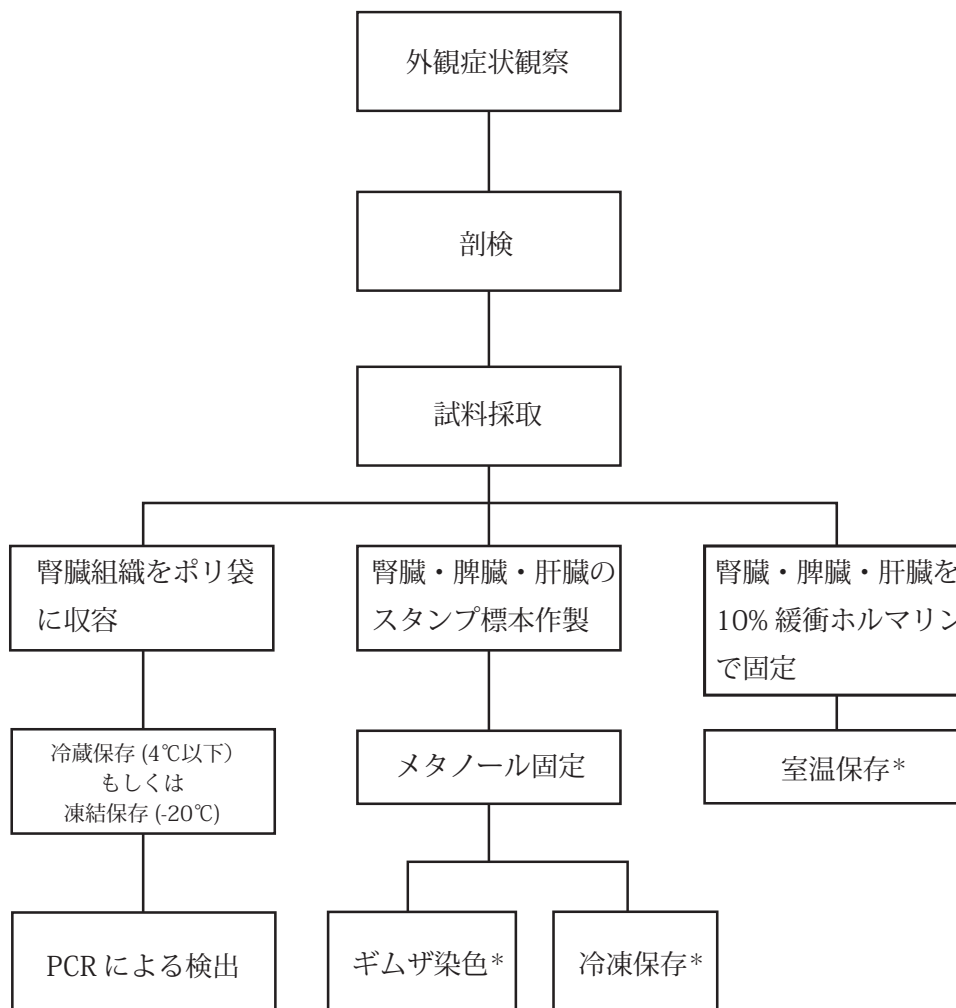 外観症状観察
剖検
試料採取
腎臓組織をポリ袋
に収容
腎臓・脾臓・肝臓の
スタンプ標本作製
腎臓・脾臓・肝臓を
10% 緩衝ホルマリン
で固定
冷蔵保存 (4℃以下)
もしくは
凍結保存 (-20℃)
メタノール固定
室温保存*
PCR による検出
ギムザ染色*
冷凍保存*